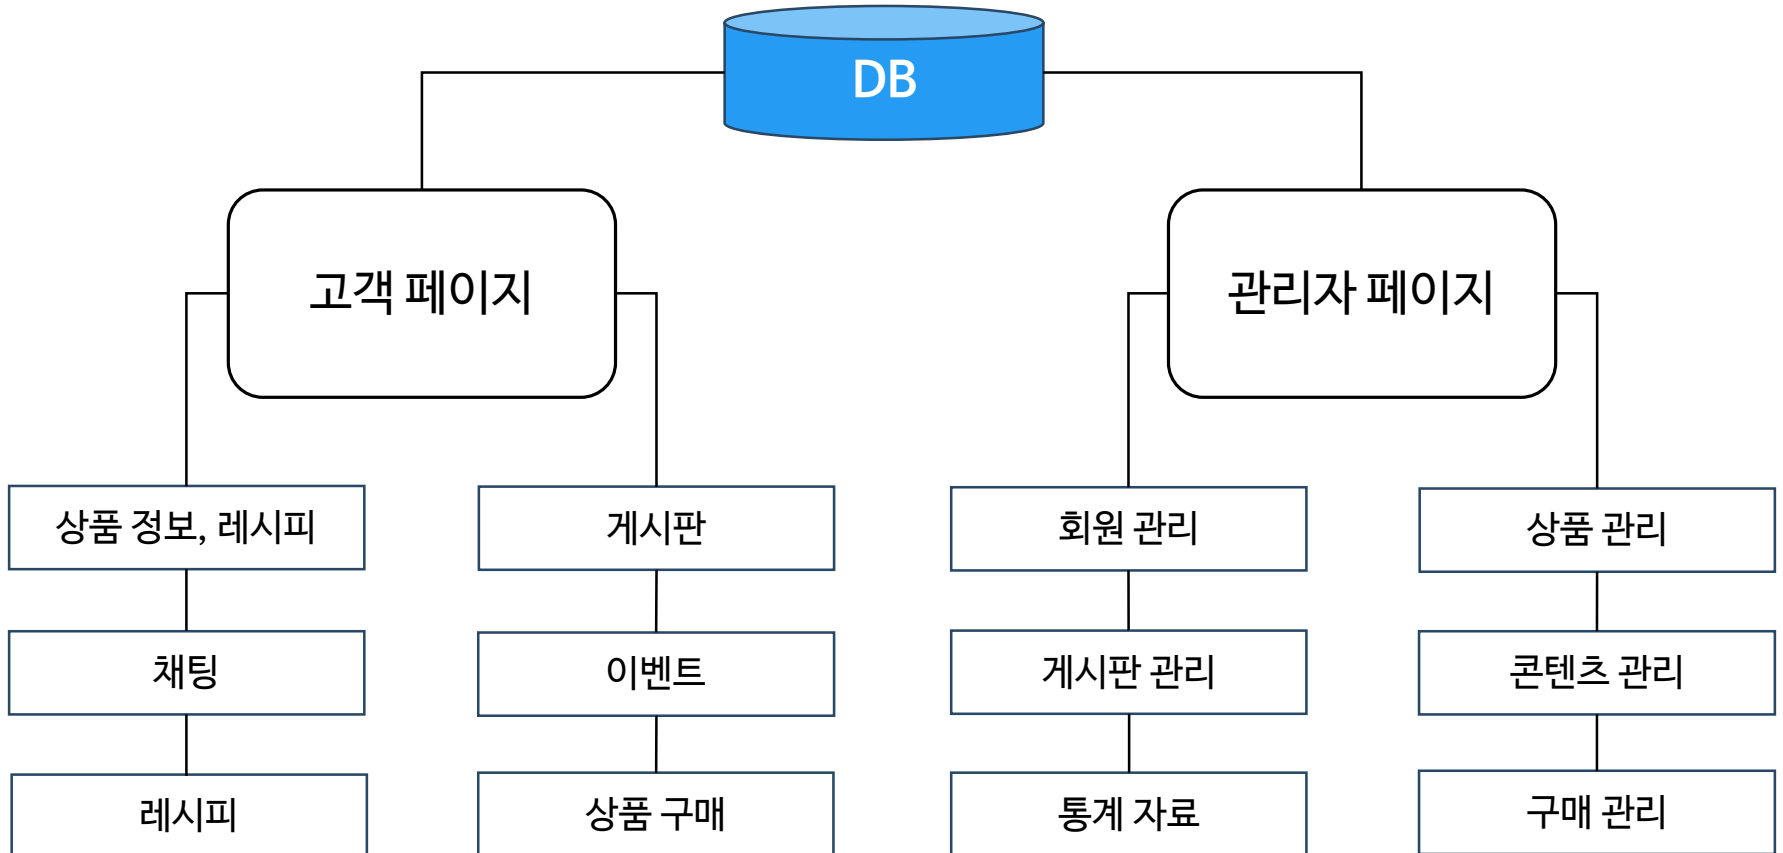 DB
고객 페이지
관리자 페이지
상품 정보, 레시피
게시판
회원 관리
상품 관리
채팅
이벤트
게시판 관리
콘텐츠 관리
레시피
상품 구매
통계 자료
구매 관리